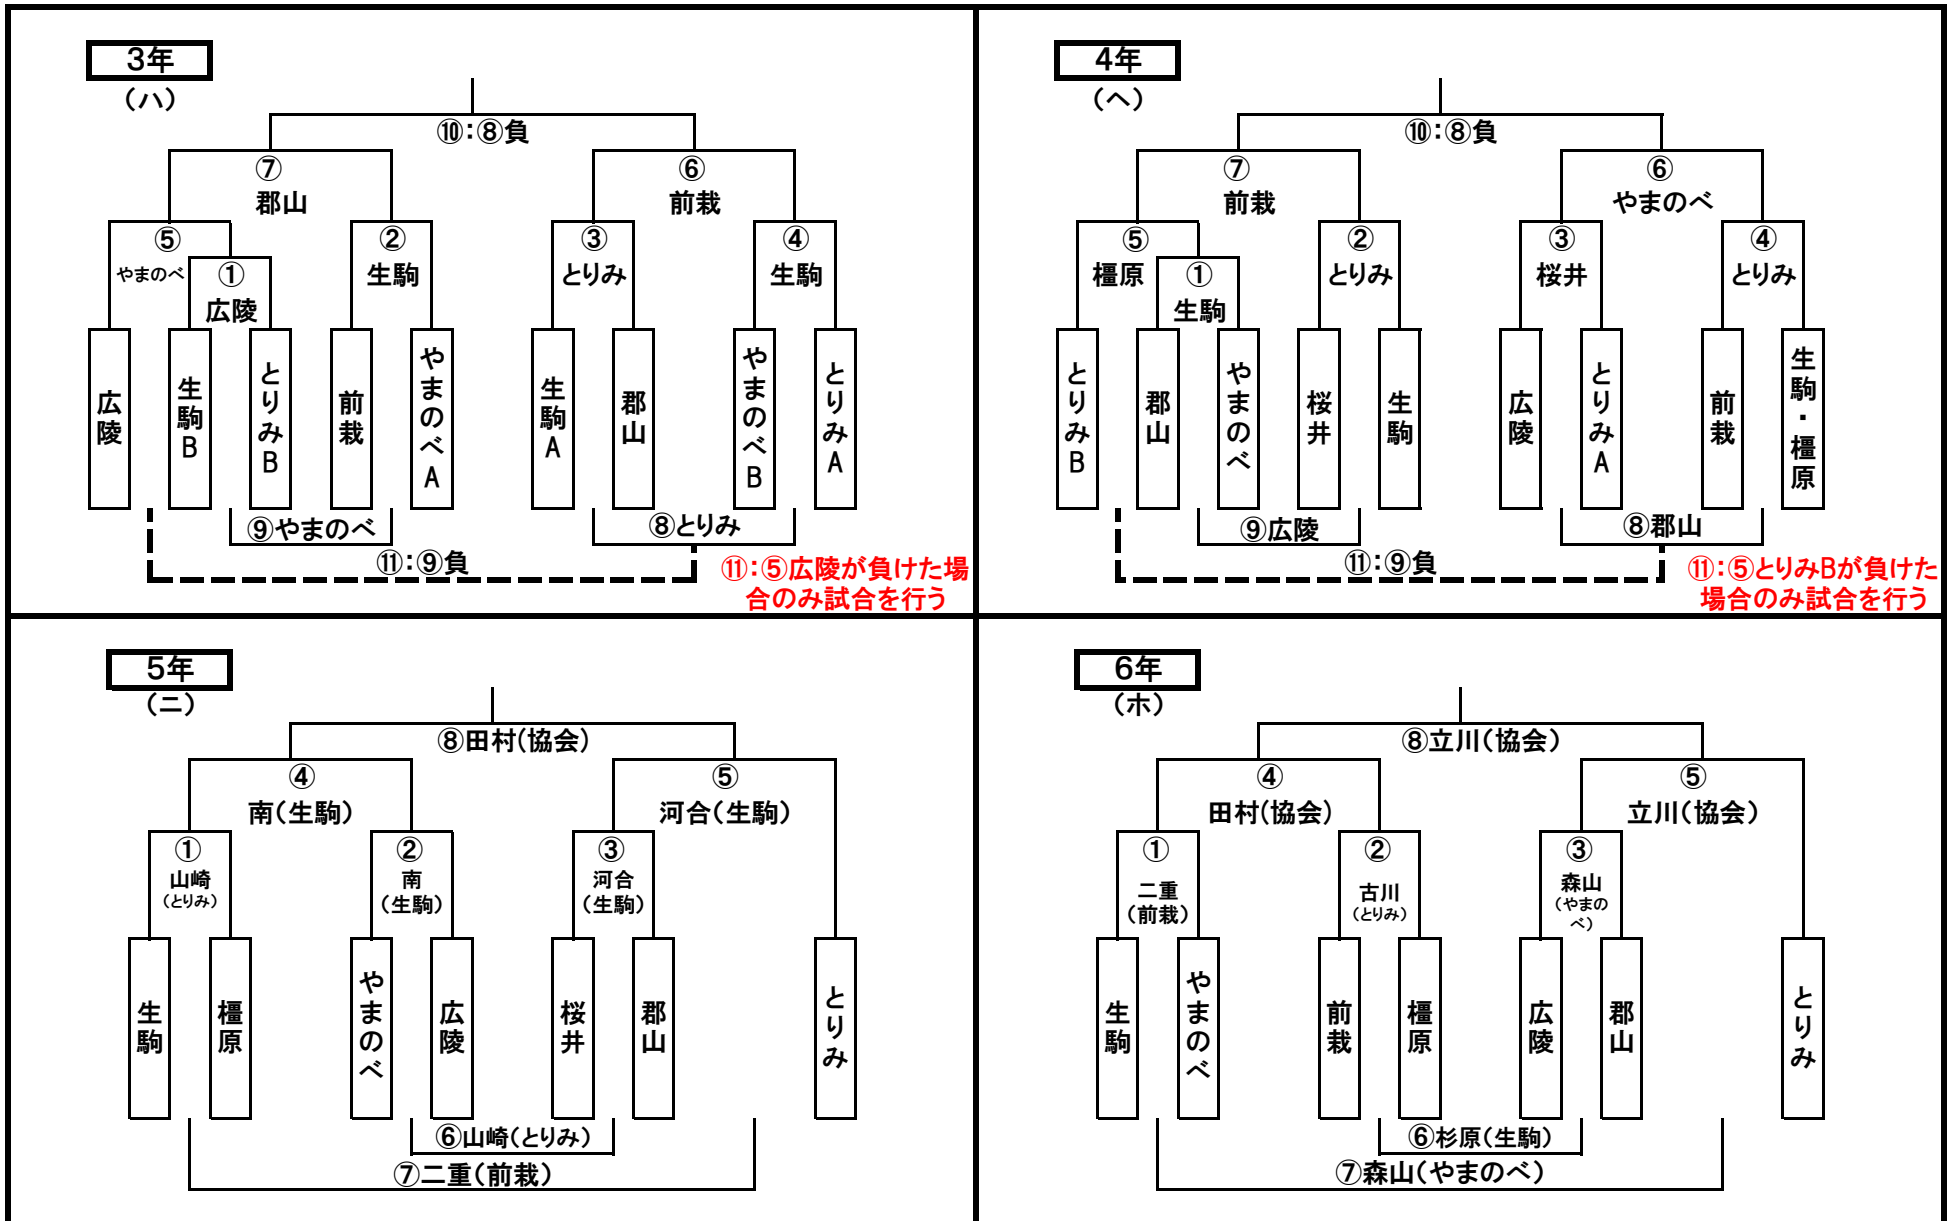 3年
（ハ）
⑩：⑧負
⑦
郡山
⑥
前栽
⑤
やまのべ
①
広陵
②
生駒
③
とりみ
④
生駒
広陵
生駒B
とりみB
前栽
やまのべA
生駒A
郡山
やまのべB
とりみA
⑨やまのべ
⑧とりみ
⑪：⑨負
⑪：⑤広陵が負けた場
合のみ試合を行う
4年
（ヘ）
⑩：⑧負
⑦
前栽
⑥
やまのべ
⑤
橿原
①
生駒
②
とりみ
③
桜井
④
とりみ
とりみB
郡山
やまのべ
桜井
生駒
広陵
とりみA
前栽
生駒・橿原
⑨広陵
⑧郡山
⑪：⑨負
⑪：⑤とりみBが負けた
場合のみ試合を行う
5年
（ニ）
⑧田村(協会)
④
南（生駒）
⑤
河合（生駒）
①
山崎
（とりみ）
②
南
（生駒）
③
河合
（生駒）
生駒
橿原
やまのべ
広陵
桜井
郡山
とりみ
⑥山崎（とりみ）
⑦二重（前栽）
6年
（ホ）
⑧立川（協会）
④
田村(協会)
⑤
立川（協会）
①
二重
（前栽）
②
古川
（とりみ）
③
森山
（やまの
べ）
生駒
やまのべ
前栽
橿原
広陵
郡山
とりみ
⑥杉原（生駒）
⑦森山（やまのべ）